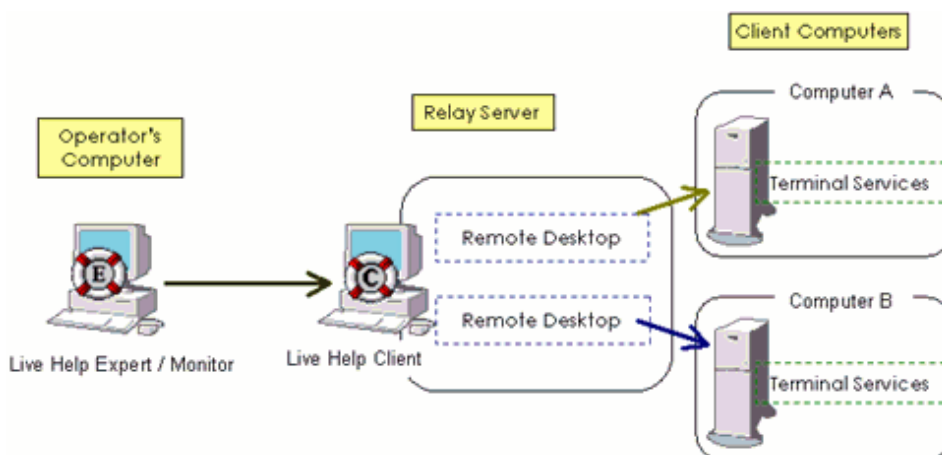 Client Computers
Computer A
Relay Server
Operator's
Computer
Terminal Services
Remote Desktop
E
C
Computer B
Remote Desktop
Live Help Expert / Monitor
Live Help Client
Terminal Services